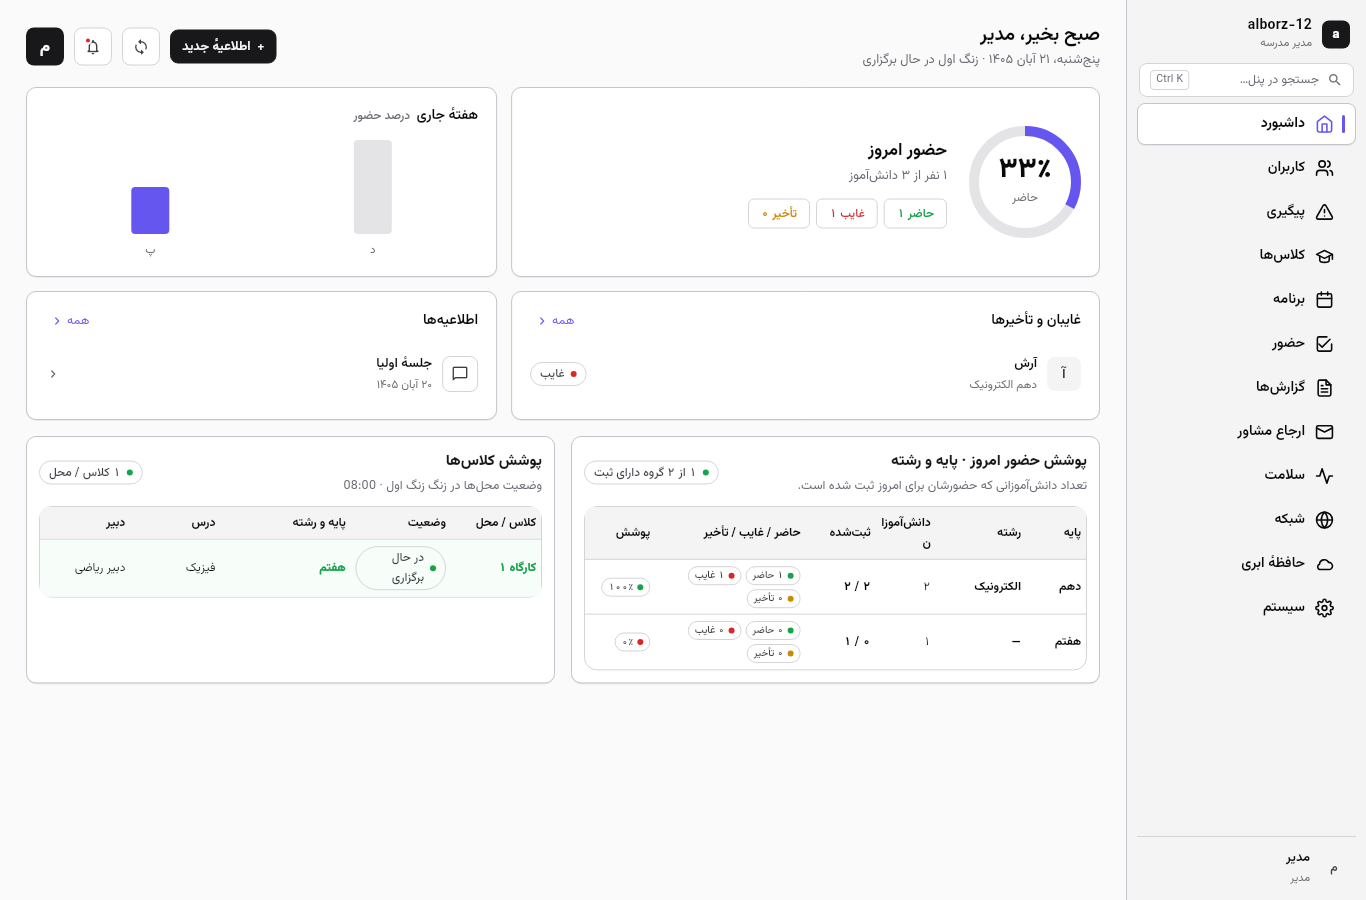 alborz-12
a
مدیر مدرسه
جستجو در پنل...
Ctrl K
داشبورد
کاربران
پیگیری
کلاس‌ها
برنامه
حضور
گزارش‌ها
ارجاع مشاور
سلامت
شبکه
حافظهٔ ابری
سیستم
م
مدیر
مدیر
صبح بخیر، مدیر
پنج‌شنبه، ۲۱ آبان ۱۴۰۵ · زنگ اول در حال برگزاری
+ اطلاعیهٔ جدید
م
۳۳٪
حاضر
حضور امروز
۱ نفر از ۳ دانش‌آموز
حاضر ۱
غایب ۱
تأخیر ۰
هفتهٔ جاری درصد حضور
د
پ
غایبان و تأخیرها
همه
آ
آرش
دهم الکترونیک
غایب
اطلاعیه‌ها
همه
جلسهٔ اولیا
۲۰ آبان ۱۴۰۵
پوشش حضور امروز · پایه و رشته
تعداد دانش‌آموزانی که حضورشان برای امروز ثبت شده است.
۱ از ۲ گروه دارای ثبت
پایه رشته دانش‌آموزا ثبت‌شده حاضر / غایب / تأخیر پوشش
ن
دهم الکترونیک ۲ ۲ / ۲ ۱ حاضر ۱ غایب ۱۰۰٪
۰ تأخیر
هفتم — ۱ ۰ / ۱ ۰ حاضر ۰ غایب ۰٪
۰ تأخیر
پوشش کلاس‌ها
وضعیت محل‌ها در زنگ زنگ اول · 08:00
۱ کلاس / محل
کلاس / محل وضعیت پایه و رشته درس دبیر
کارگاه ۱ در حال برگزاری هفتم فیزیک دبیر ریاضی